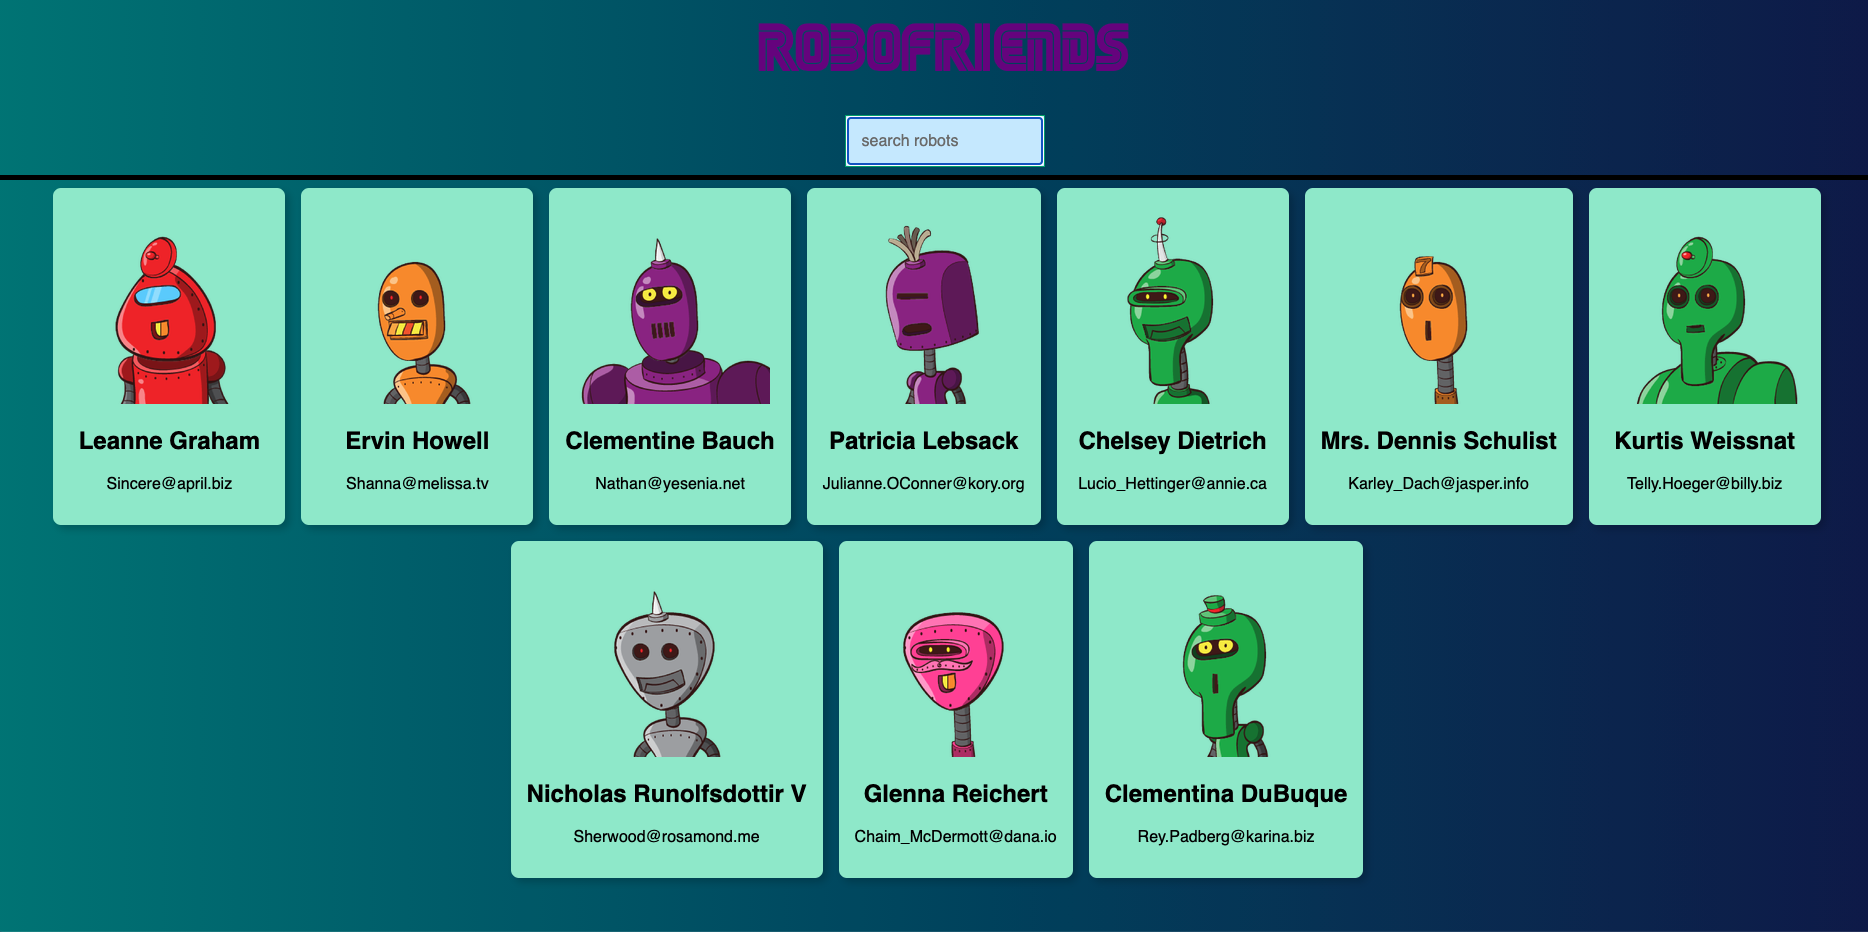 ROBOFRIENDS
search robots
Leanne Graham
Sincere@april.biz
Ervin Howell
Shanna@melissa.tv
Clementine Bauch
Nathan@yesenia.net
Patricia Lebsack
Julianne.OConner@kory.org
Chelsey Dietrich
Lucio_Hettinger@annie.ca
7
Mrs. Dennis Schulist
Karley_Dach@jasper.info
Kurtis Weissnat
Telly.Hoeger@billy.biz
Nicholas Runolfsdottir V
Sherwood@rosamond.me
Glenna Reichert
Chaim_McDermott@dana.io
Clementina DuBuque
Rey.Padberg@karina.biz